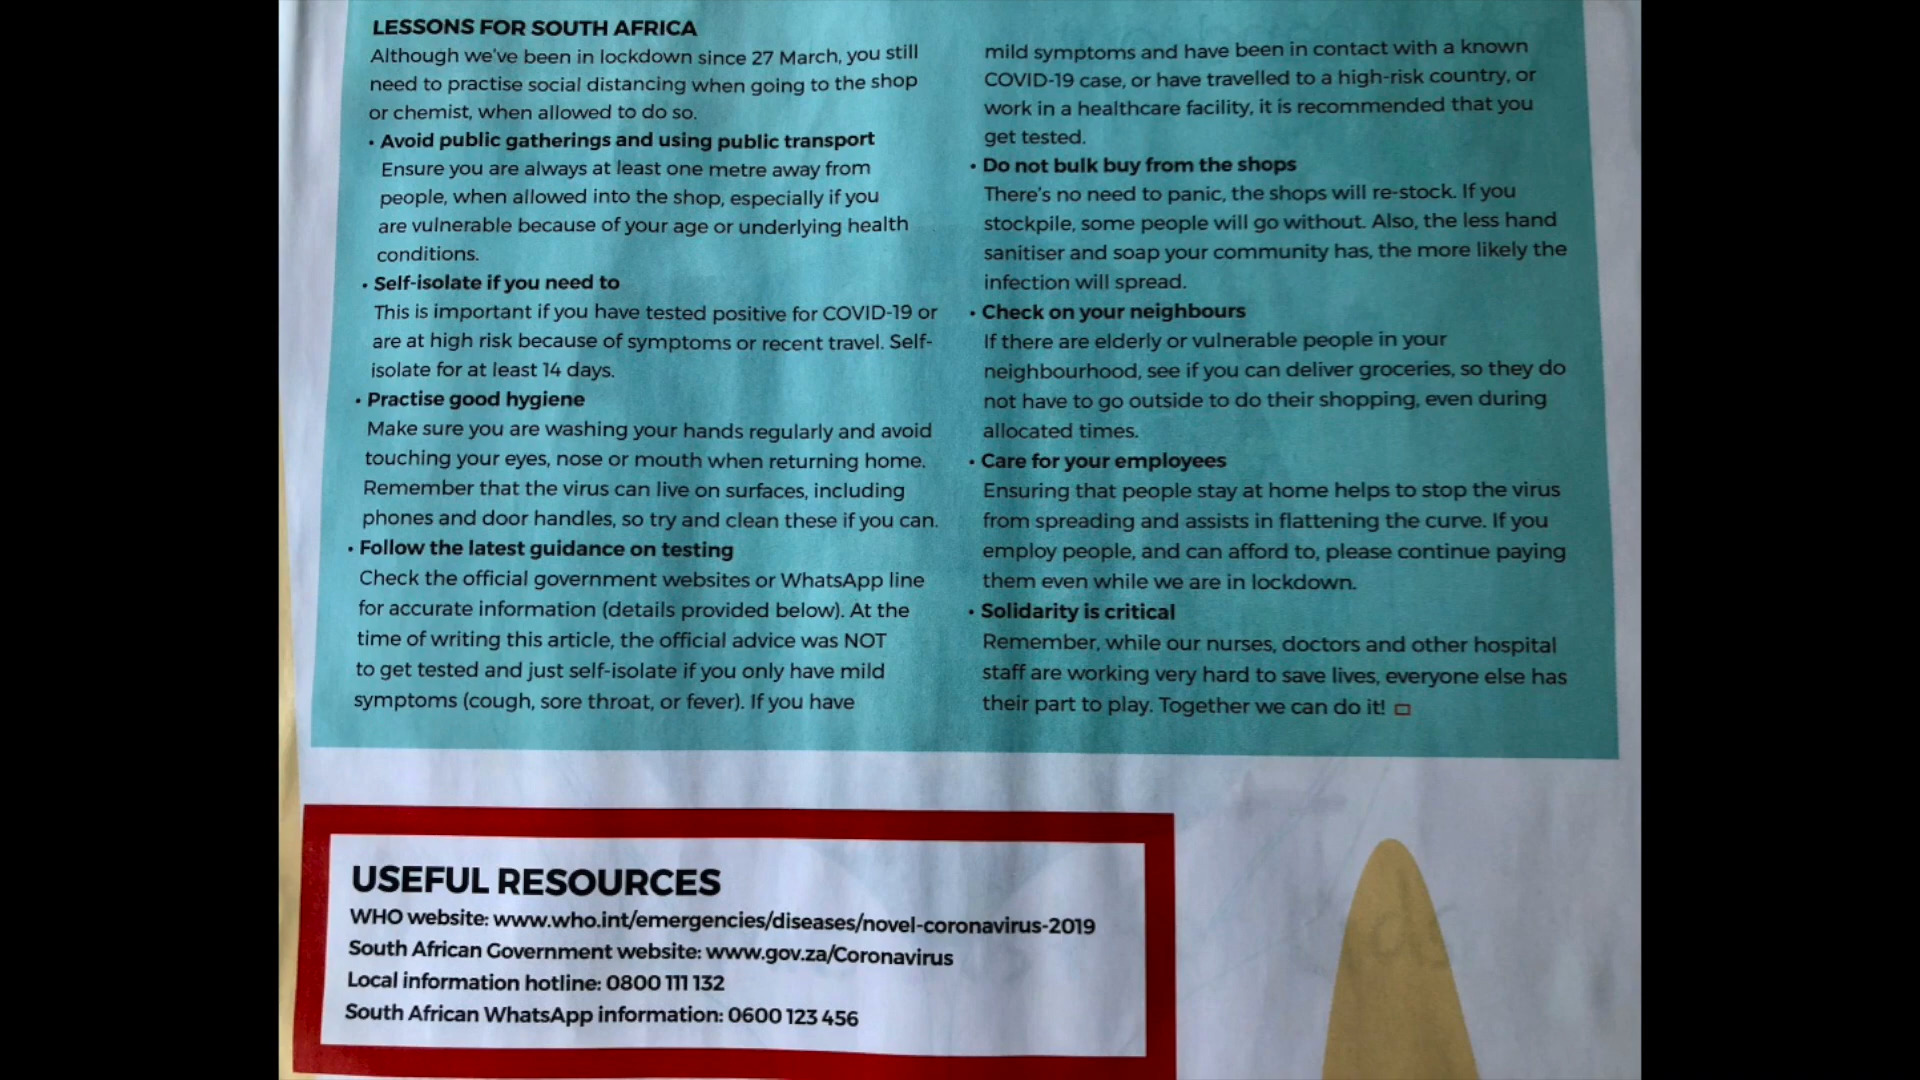 LESSONS FOR SOUTH AFRICA
Although we've been in lockdown since 27 March, you still
need to practise social distancing when going to the shop
or chemist, when allowed to do so.
• Avoid public gatherings and using public transport
Ensure you are always at least one metre away from
people, when allowed into the shop, especially if you
are vulnerable because of your age or underlying health
conditions.
• Self-isolate if you need to
This is important if you have tested positive for COVID-19 or
are at high risk because of symptoms or recent travel. Self-
isolate for at least 14 days.
• Practise good hygiene
Make sure you are washing your hands regularly and avoid
touching your eyes, nose or mouth when returning home.
Remember that the virus can live on surfaces, including
phones and door handles, so try and clean these if you can.
• Follow the latest guidance on testing
Check the official government websites or WhatsApp line
for accurate information (details provided below). At the
time of writing this article, the official advice was NOT
to get tested and just self-isolate if you only have mild
symptoms (cough, sore throat, or fever). If you have
mild symptoms and have been in contact with a known
COVID-19 case, or have travelled to a high-risk country, or
work in a healthcare facility, it is recommended that you
get tested.
• Do not bulk buy from the shops
There's no need to panic, the shops will re-stock. If you
stockpile, some people will go without. Also, the less hand
sanitiser and soap your community has, the more likely the
infection will spread.
• Check on your neighbours
If there are elderly or vulnerable people in your
neighbourhood, see if you can deliver groceries, so they do
not have to go outside to do their shopping, even during
allocated times.
• Care for your employees
Ensuring that people stay at home helps to stop the virus
from spreading and assists in flattening the curve. If you
employ people, and can afford to, please continue paying
them even while we are in lockdown.
• Solidarity is critical
Remember, while our nurses, doctors and other hospital
staff are working very hard to save lives, everyone else has
their part to play. Together we can do it!
USEFUL RESOURCES
WHO website: www.who.int/emergencies/diseases/novel-coronavirus-2019
South African Government website: www.gov.za/Coronavirus
Local information hotline: 0800 111 132
South African WhatsApp information: 0600 123 456